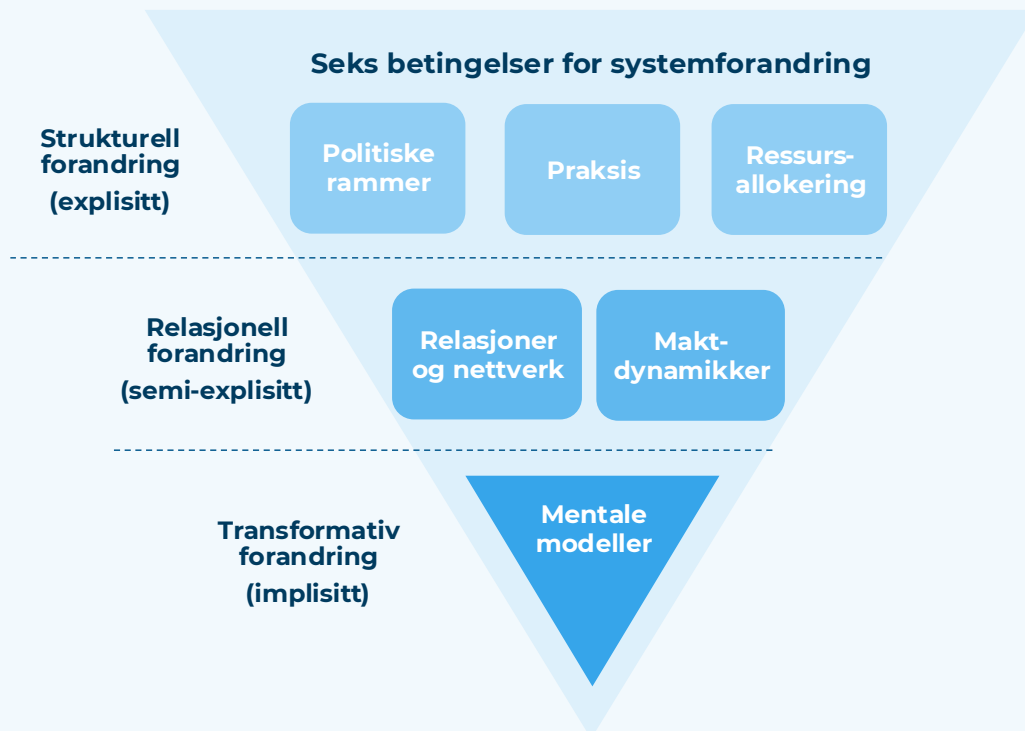 Seks betingelser for systemforandring
Strukturell
forandring
(explisitt)
Politiske
rammer
Praksis
Ressurs-
allokering
Relasjonell
forandring
(semi-explisitt)
Relasjoner
og nettverk
Makt-
dynamikker
Transformativ
forandring
(implisitt)
Mentale
modeller